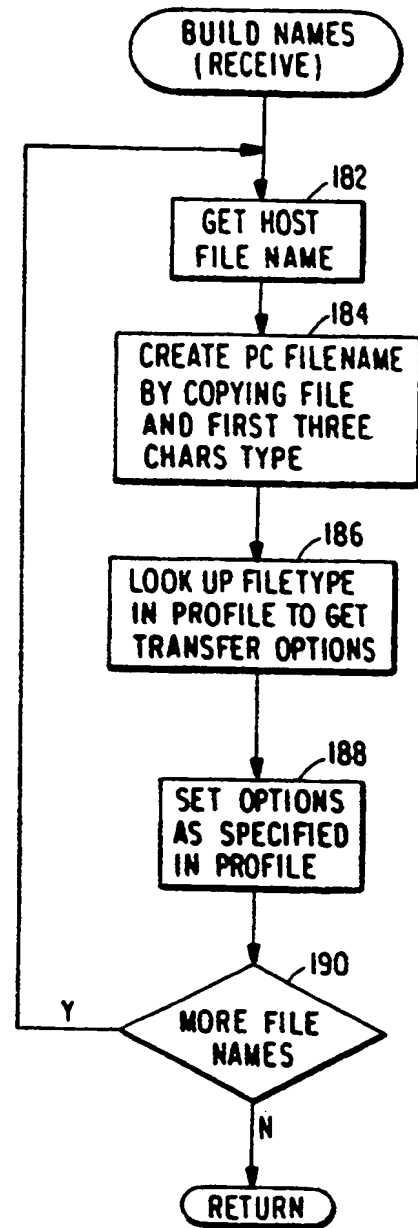 BUILD NAMES
(RECEIVE)
182
GET HOST
FILE NAME
184
CREATE PC FILENAME
BY COPYING FILE
AND FIRST THREE
CHARS TYPE
186
LOOK UP FILETYPE
IN PROFILE TO GET
TRANSFER OPTIONS
188
SET OPTIONS
AS SPECIFIED
IN PROFILE
190
Y
MORE FILE
NAMES
N
RETURN